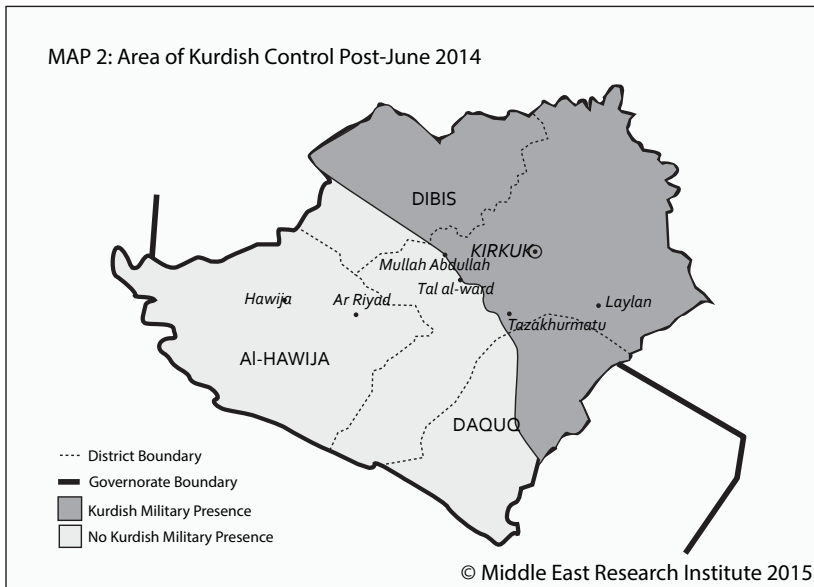 MAP 2: Area of Kurdish Control Post-June 2014
DIBIS
KIRKUK
Mullah Abdullah
Tal al-ward
Hawija
Ar Riyad
Laylan
Tazakhurmatu
Al-HAWIJA
DAQUQ
District Boundary
Governorate Boundary
Kurdish Military Presence
No Kurdish Military Presence
© Middle East Research Institute 2015